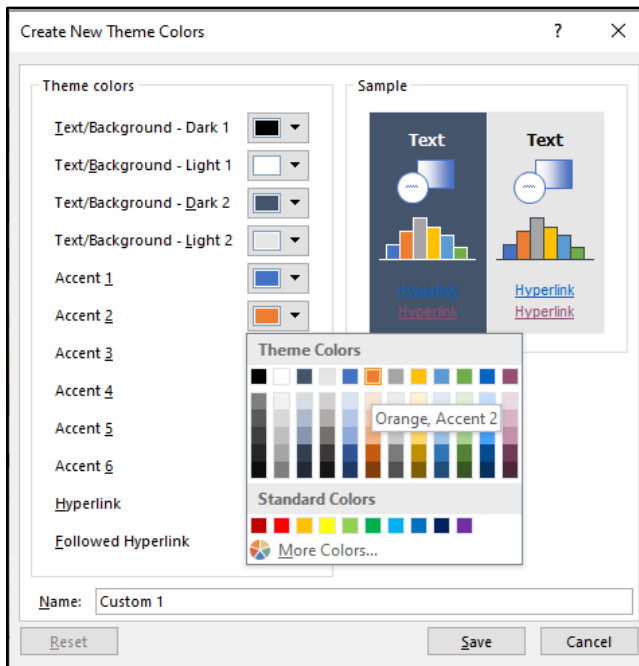 Create New Theme Colors
?
Theme colors
Text/Background - Dark 1
Text/Background - Light 1
Text/Background - Dark 2
Text/Background - Light 2
Accent 1
Accent 2
Accent 3
Accent 4
Accent 5
Accent 6
Hyperlink
Followed Hyperlink
Sample
Text Text
Hyperlink Hyperlink
Hyperlink Hyperlink
Theme Colors
Orange, Accent 2
Standard Colors
More Colors...
Name: Custom 1
Reset Save Cancel